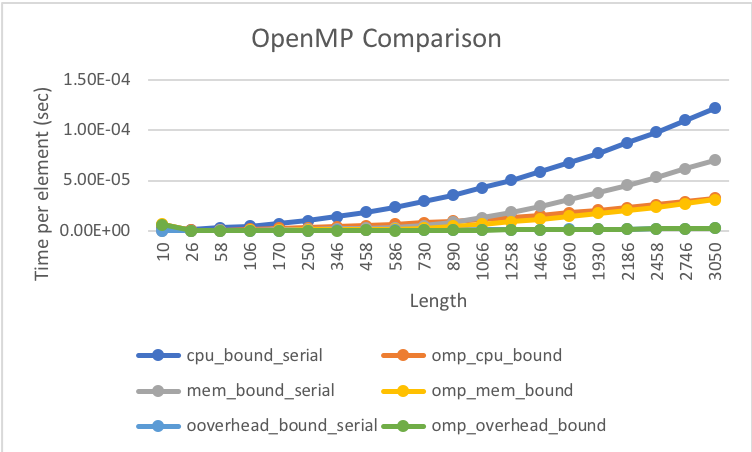 OpenMP Comparison
Time per element (sec)
1.50E-04
1.00E-04
5.00E-05
0.00E+00
10 26 58 106 170 250 346 458 586 730 890 1066 1258 1466 1690 1930 2186 2458 2746 3050
Length
cpu_bound_serial omp_cpu_bound
mem_bound_serial omp_mem_bound
ooverhead_bound_serial omp_overhead_bound